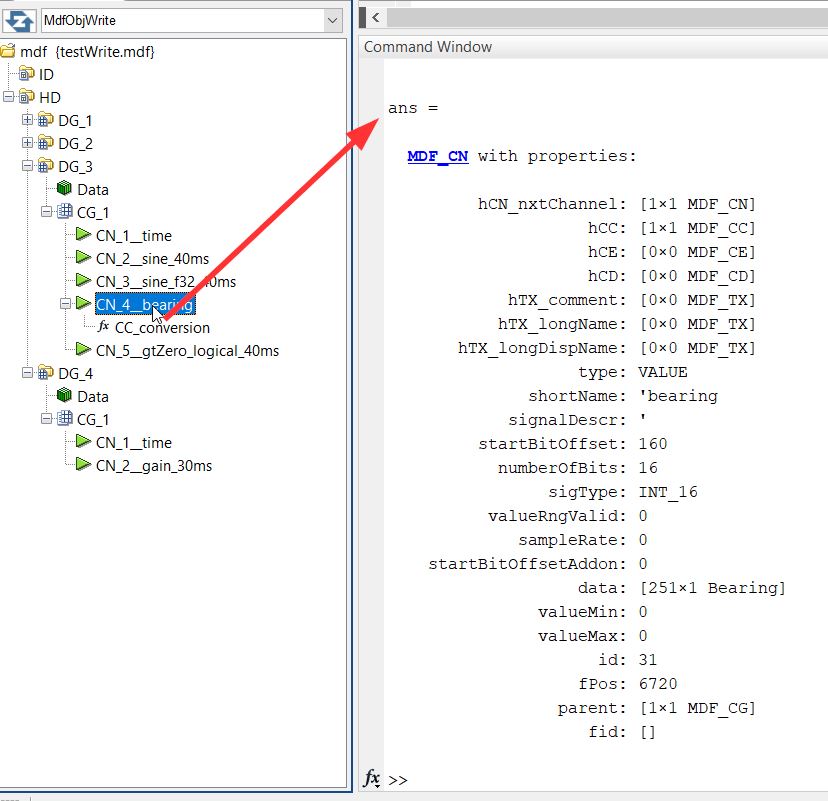 MdfObjWrite
mdf {testWrite.mdf}
ID
HD
DG_1
DG_2
DG_3
Data
CG_1
CN_1__time
CN_2__sine_40ms
CN_3__sine_f32_40ms
CN_4__bearing
fx CC_conversion
CN_5__gtZero_logical_40ms
DG_4
Data
CG_1
CN_1__time
CN_2__gain_30ms
Command Window
ans =
MDF_CN with properties:
hCN_nxtChannel: [1×1 MDF_CN]
hCC: [1×1 MDF_CC]
hCE: [0×0 MDF_CE]
hCD: [0×0 MDF_CD]
hTX_comment: [0×0 MDF_TX]
hTX_longName: [0×0 MDF_TX]
hTX_longDispName: [0×0 MDF_TX]
type: VALUE
shortName: 'bearing
signalDescr: '
startBitOffset: 160
numberOfBits: 16
sigType: INT_16
valueRngValid: 0
sampleRate: 0
startBitOffsetAddon: 0
data: [251×1 Bearing]
valueMin: 0
valueMax: 0
id: 31
fPos: 6720
parent: [1×1 MDF_CG]
fid: []
fx >>